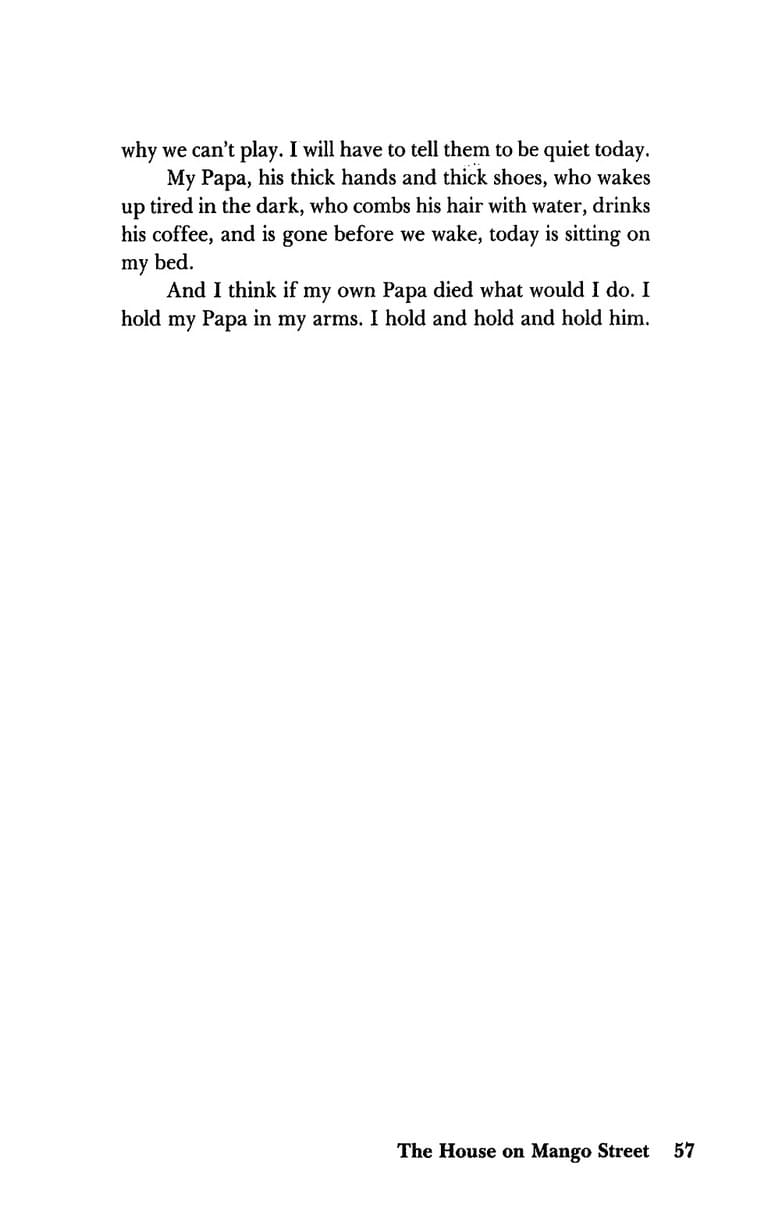 why we can't play. I will have to tell them to be quiet today.
My Papa, his thick hands and thick shoes, who wakes
up tired in the dark, who combs his hair with water, drinks
his coffee, and is gone before we wake, today is sitting on
my bed.
And I think if my own Papa died what would I do. I
hold my Papa in my arms. I hold and hold and hold him.
The House on Mango Street 57